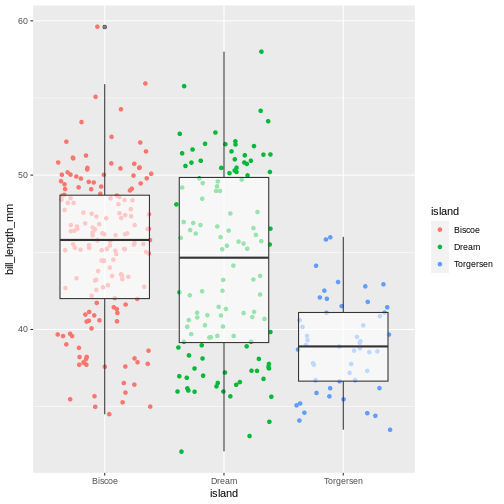 60
50
40
bill_length_mm
Biscoe
Dream
Torgersen
island
island
Biscoe
Dream
Torgersen